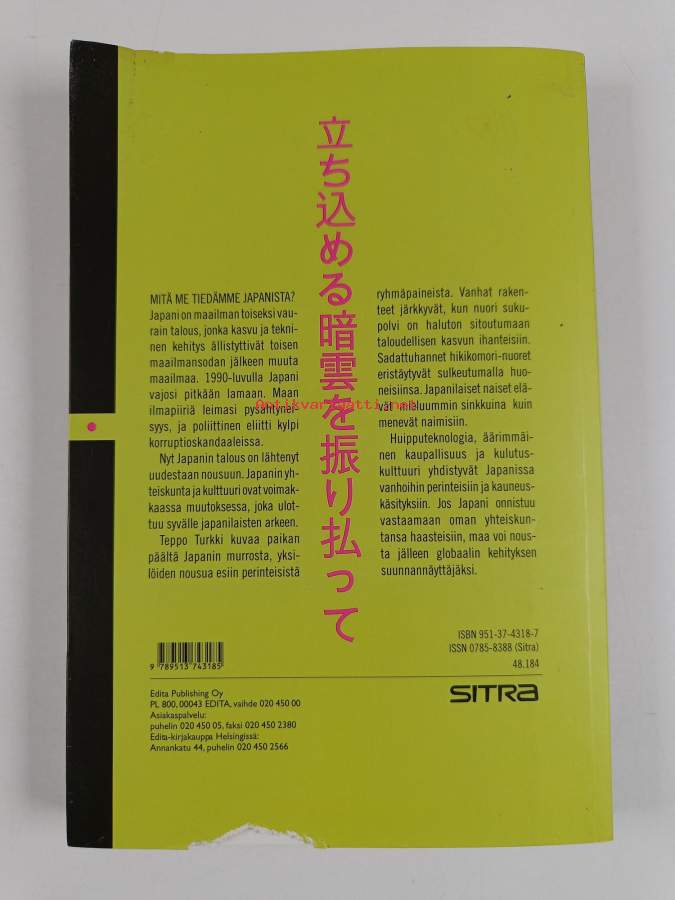 立ち込める暗雲を振り払って
MITÄ ME TIEDÄMME JAPANISTA?
Japani on maailman toiseksi vau-
rain talous, jonka kasvu ja tekni-
nen kehitys ällistyttivät toisen
maailmansodan jälkeen muuta
maailmaa. 1990-luvulla Japani
vajosi pitkään lamaan. Maan
ilmapiiriä leimasi pysähtynei-
syys, ja poliittinen eliitti kylpi
korruptioskandaaleissa.
Nyt Japanin talous on lähtenyt
uudestaan nousuun. Japanin yh-
teiskunta ja kulttuuri ovat voimak-
kaassa muutoksessa, joka ulot-
tuu syvälle japanilaisten arkeen.
Teppo Turkki kuvaa paikan
päältä Japanin murrosta, yksi-
löiden nousua esiin perinteisistä
ryhmäpaineista. Vanhat raken-
teet järkkyvät, kun nuori suku-
polvi on haluton sitoutumaan
taloudellisen kasvun ihanteisiin.
Sadattuhannet hikikomori-nuoret
eristäytyvät sulkeutumalla huo-
neisiinsa. Japanilaiset naiset elä-
vät mieluummin sinkkuina kuin
menevät naimisiin.
Huipputeknologia, äärimmäi-
nen kaupallisuus ja kulutus-
kulttuuri yhdistyvät Japanissa
vanhoihin perinteisiin ja kauneus-
käsityksiin. Jos Japani onnistuu
vastaamaan oman yhteiskun-
tansa haasteisiin, maa voi nous-
ta jälleen globaalin kehityksen
suunnannäyttäjäksi.
antikvariaatti.net
ISBN 951-37-4318-7
ISSN 0785-8388 (Sitra)
48.184
SITRA
9 789513 743185
Edita Publishing Oy
PL 800, 00043 EDITA, vaihde 020 450 00
Asiakaspalvelu:
puhelin 020 450 05, faksi 020 450 2380
Edita-kirjakauppa Helsingissä:
Annankatu 44, puhelin 020 450 2566